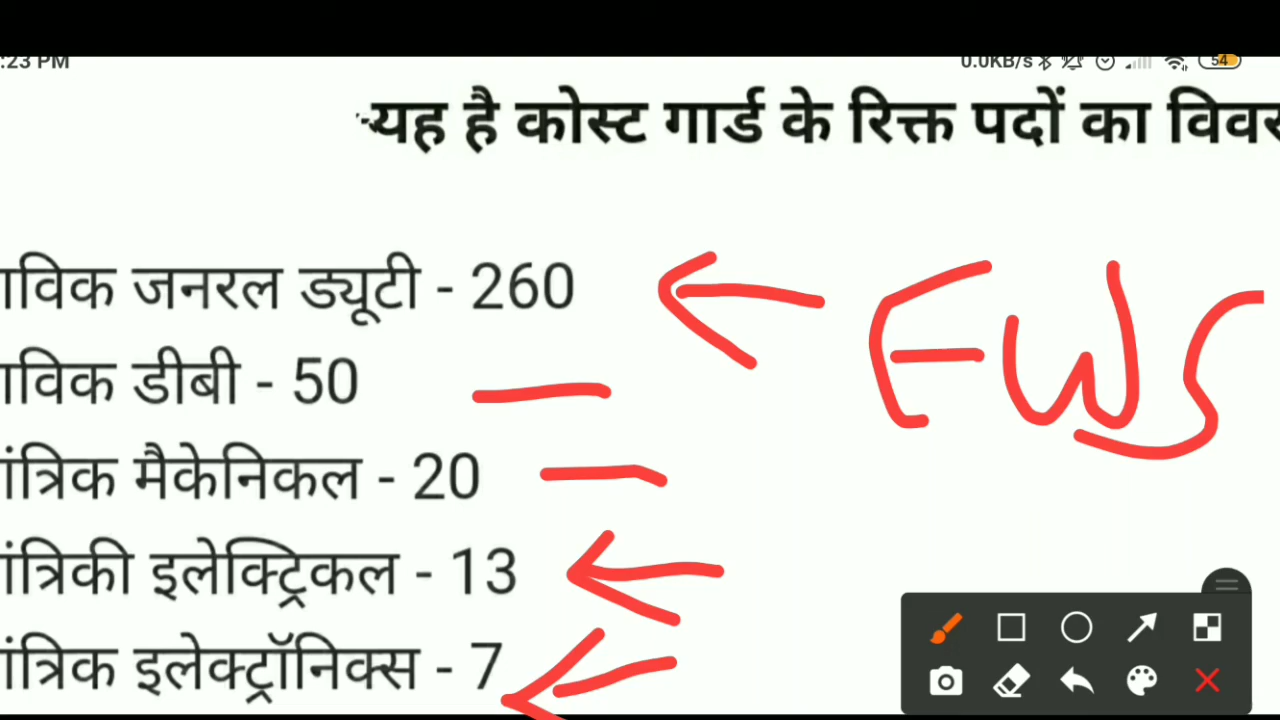 :23 PM 0.0KB/s 54
यह है कोस्ट गार्ड के रिक्त पदों का विवर
ाविक जनरल ड्यूटी - 260
ाविक डीबी - 50
ांत्रिक मैकेनिकल - 20
ांत्रिकी इलेक्ट्रिकल - 13
ांत्रिक इलेक्ट्रॉनिक्स - 7
EWS